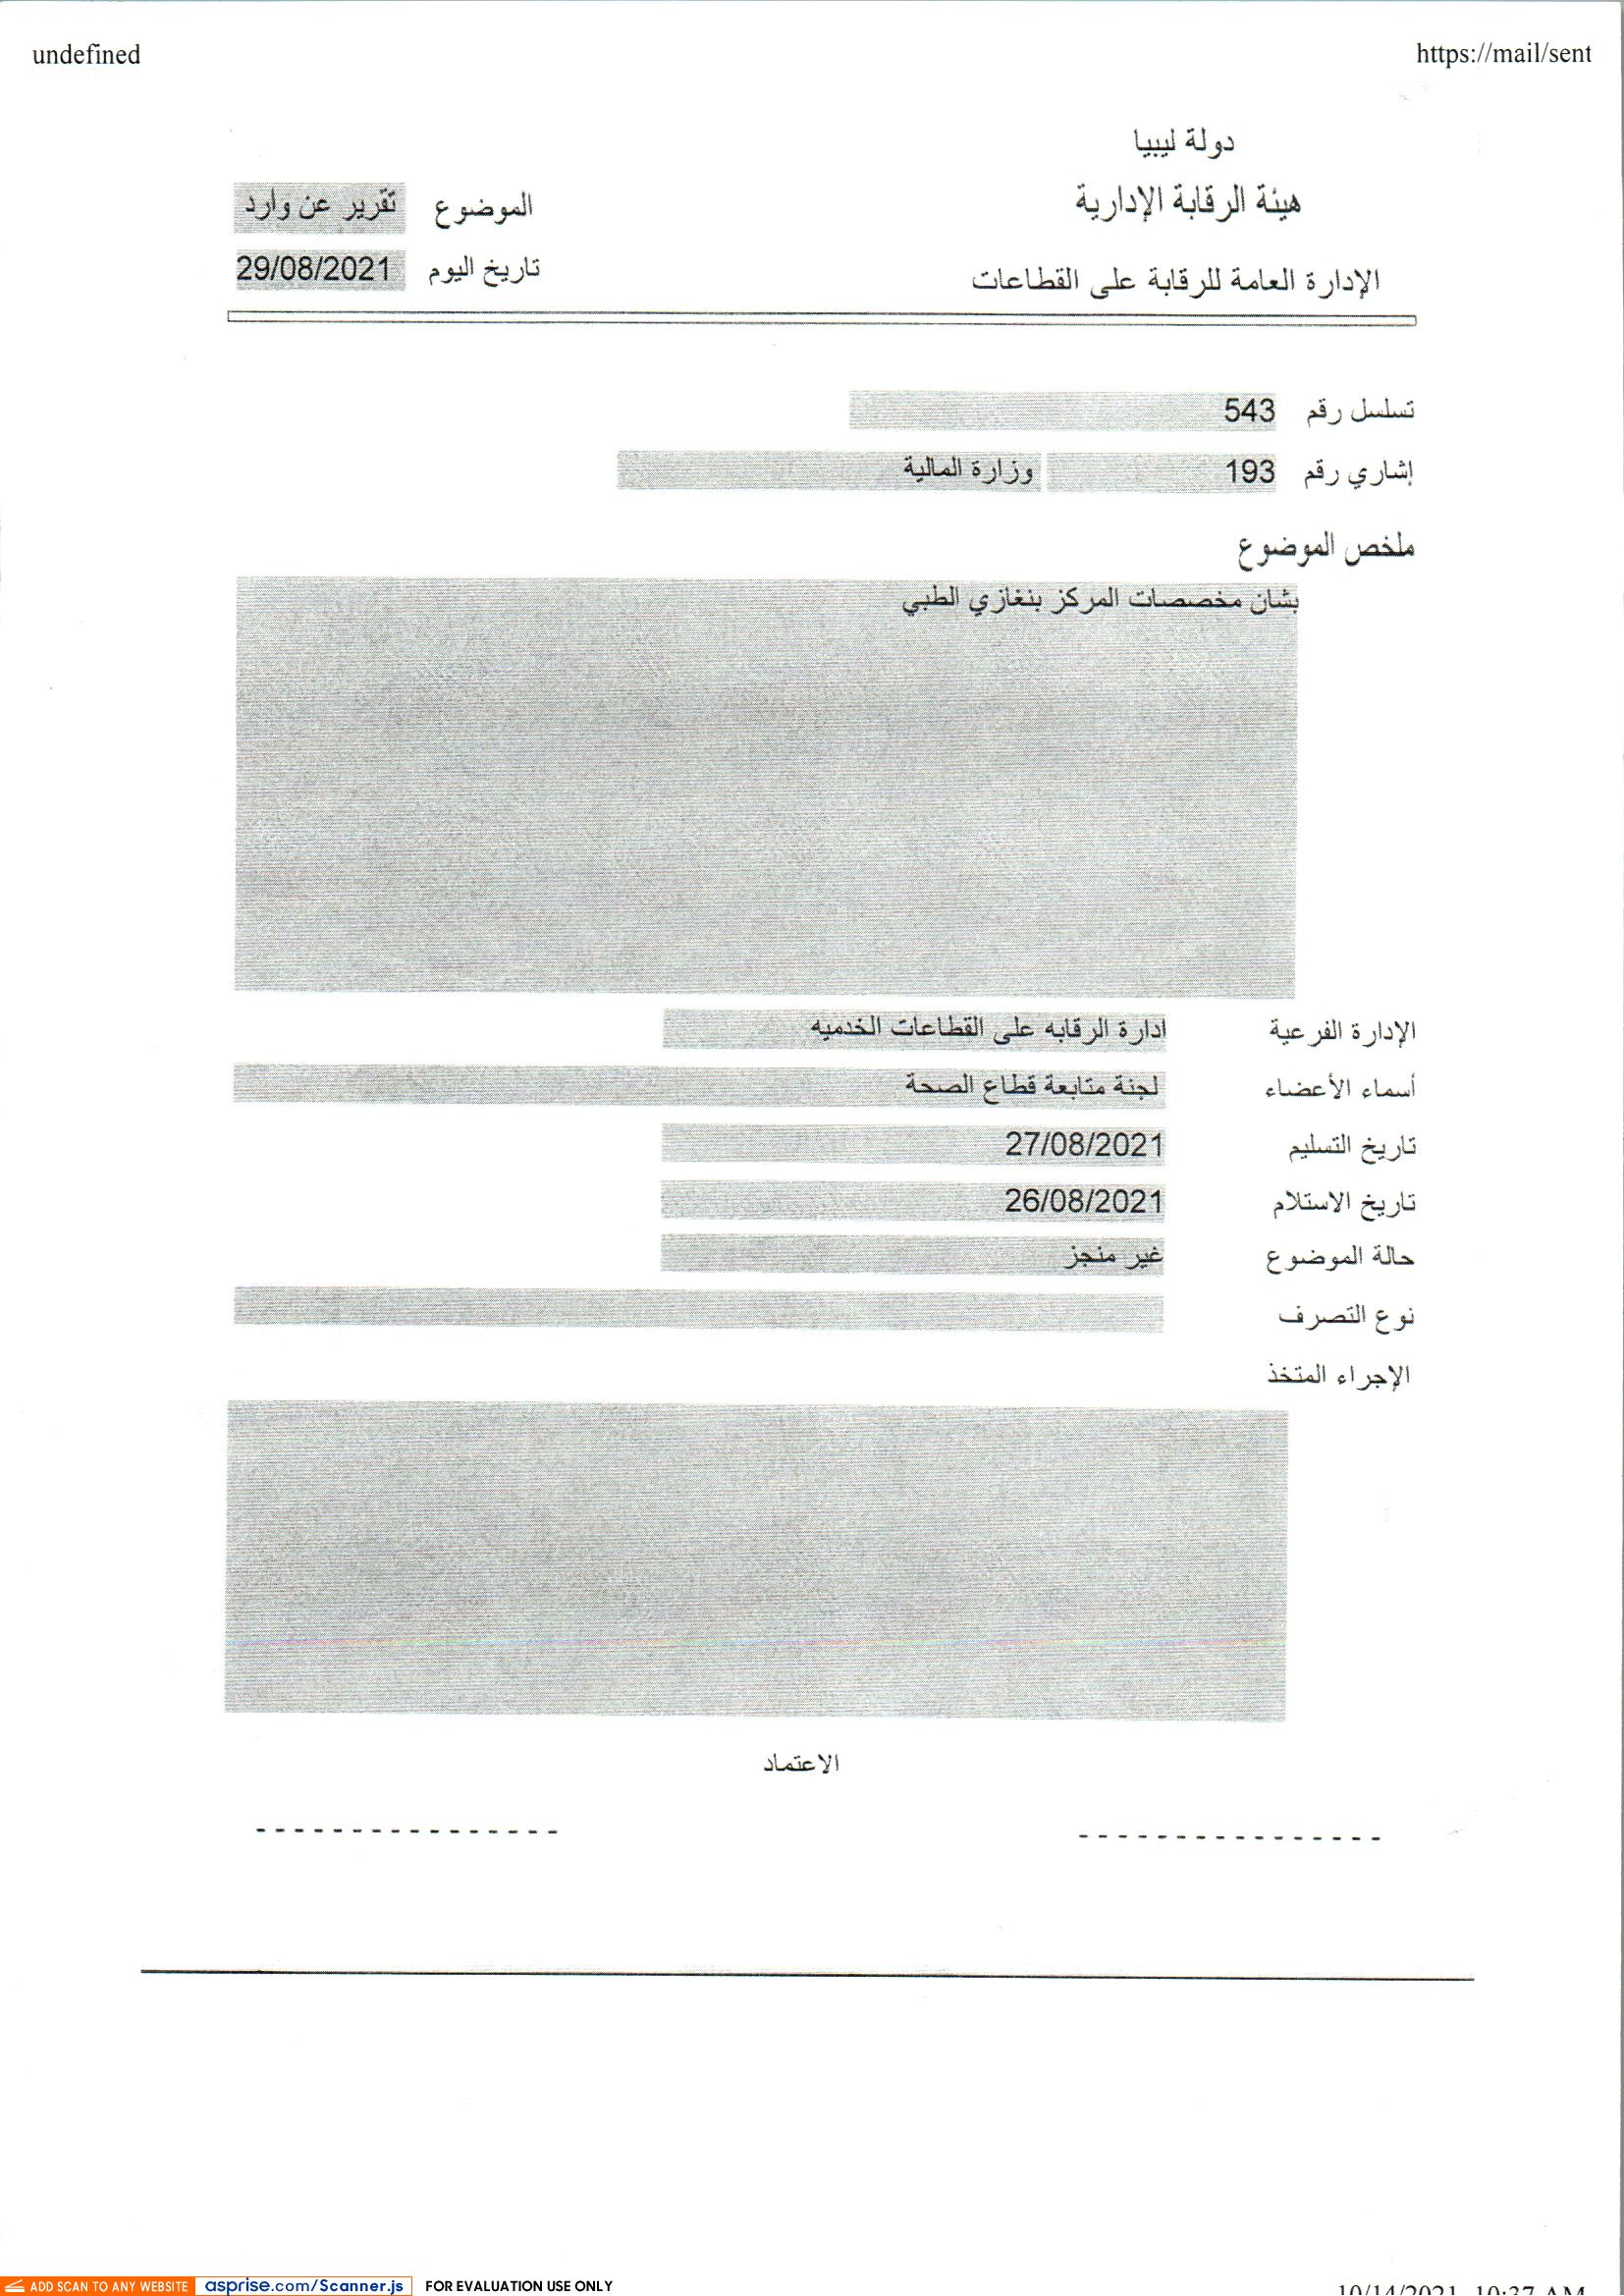 undefined
https://mail/sent
دولة ليبيا
هيئة الرقابة الإدارية
الموضوع تقرير عن وارد
الإدارة العامة للرقابة على القطاعات
تاريخ اليوم 29/08/2021
تسلسل رقم 543
إشاري رقم 193 وزارة المالية
ملخص الموضوع
بشان مخصصات المركز بنغازي الطبي
الإدارة الفرعية ادارة الرقابه على القطاعات الخدميه
أسماء الأعضاء لجنة متابعة قطاع الصحة
تاريخ التسليم 27/08/2021
تاريخ الاستلام 26/08/2021
حالة الموضوع غير منجز
نوع التصرف
الإجراء المتخذ
الاعتماد
ADD SCAN TO ANY WEBSITE asprise.com/Scanner.js FOR EVALUATION USE ONLY
10/14/2021, 10:37 AM